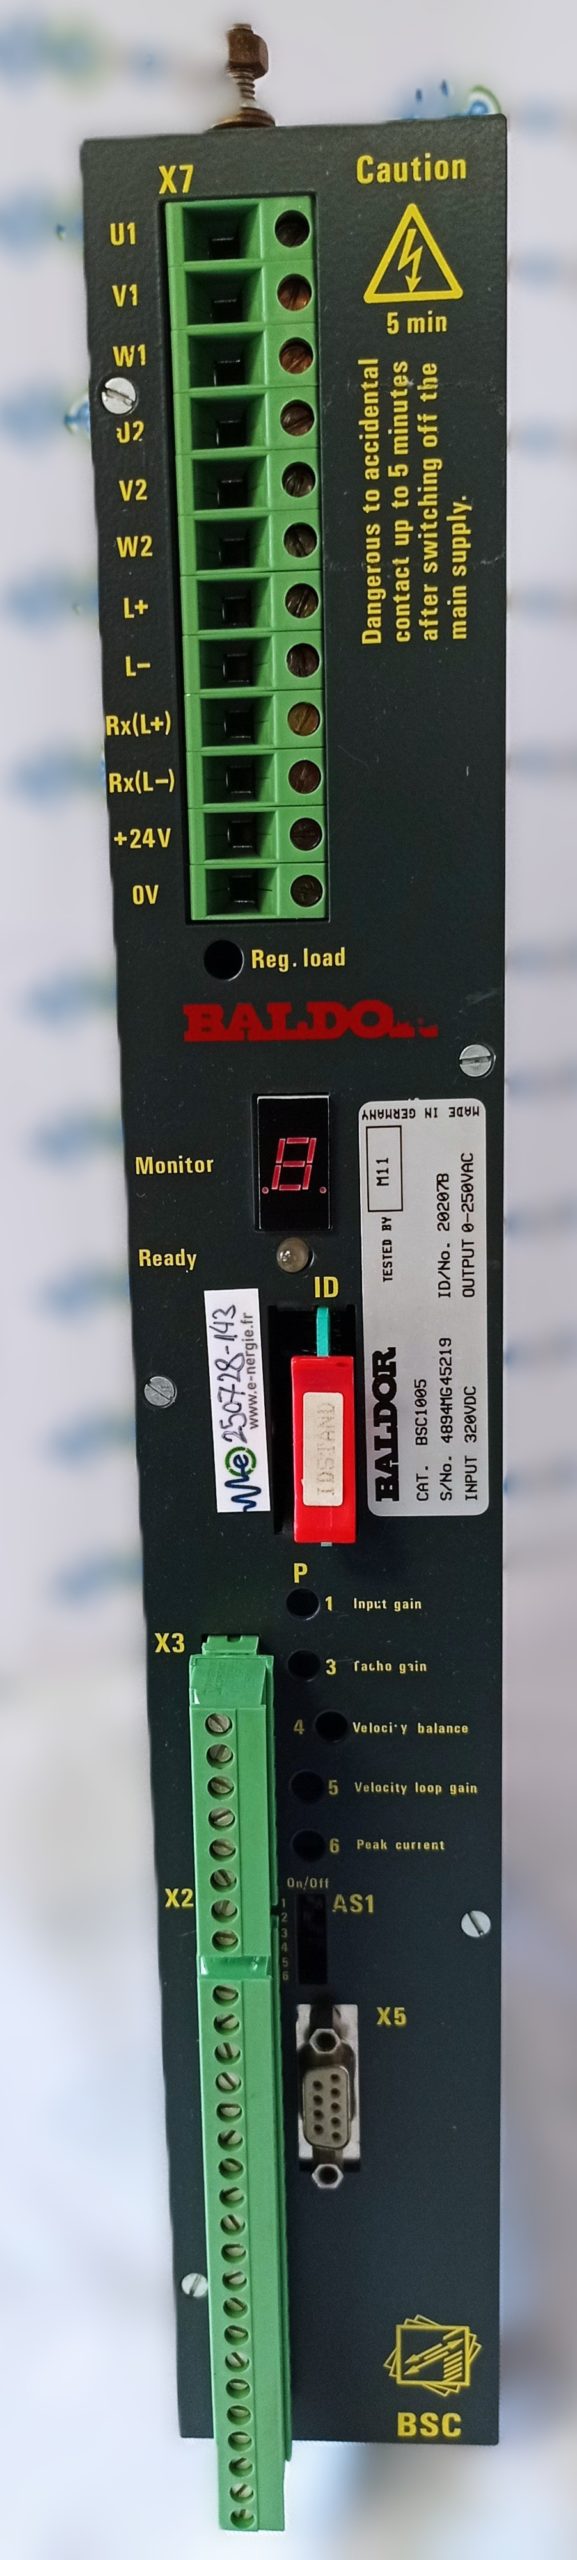 X7
Caution
U1
V1
W1
U2
V2
W2
L+
L-
Rx(L+)
Rx(L-)
+24V
0V
5 min
Dangerous to accidental
contact up to 5 minutes
after switching off the
main supply.
Reg. load
BALDOR
Monitor
8
Ready
ID
250728-143
www.e-nergie.fr
IDSTAND
MADE IN GERMANY
BALDOR
TESTED BY M11
CAT. BSC1005
S/No. 4894MG45219 ID/No. 20207B
INPUT 320VDC OUTPUT 0-250VAC
P
1 Input gain
X3
3 Tacho gain
4 Velocity balance
5 Velocity loop gain
6 Peak current
X2
On/Off
AS1
1
2
3
4
5
6
X5
BSC